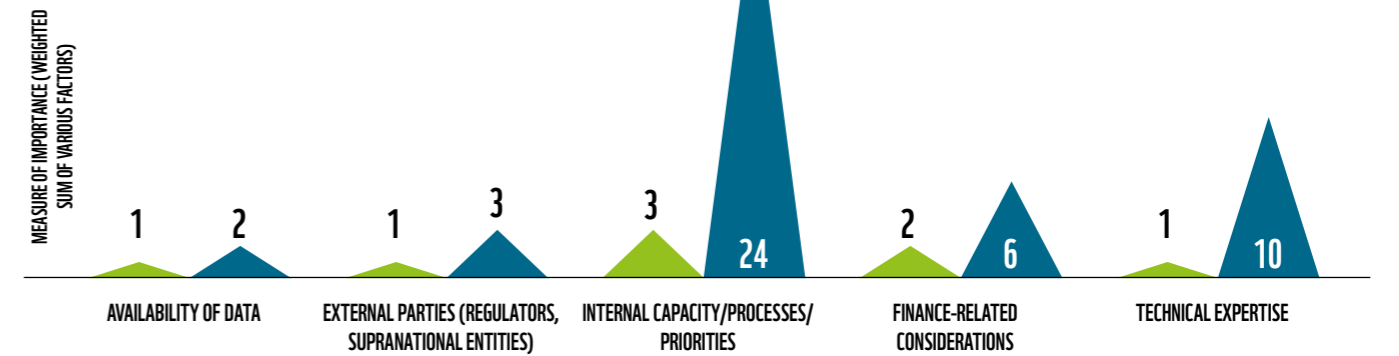 MEASURE OF IMPORTANCE (WEIGHTED
SUM OF VARIOUS FACTORS)
1
2
1
3
3
24
2
6
1
10
AVAILABILITY OF DATA
EXTERNAL PARTIES (REGULATORS,
SUPRANATIONAL ENTITIES)
INTERNAL CAPACITY/PROCESSES/
PRIORITIES
FINANCE-RELATED
CONSIDERATIONS
TECHNICAL EXPERTISE